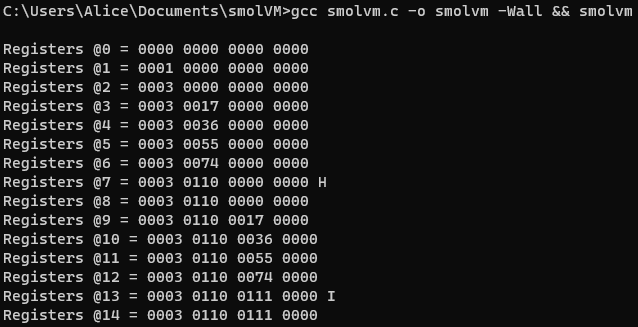 C:\Users\Alice\Documents\smolVM>gcc smolvm.c -o smolvm -Wall && smolvm
Registers @0 = 0000 0000 0000 0000
Registers @1 = 0001 0000 0000 0000
Registers @2 = 0003 0000 0000 0000
Registers @3 = 0003 0017 0000 0000
Registers @4 = 0003 0036 0000 0000
Registers @5 = 0003 0055 0000 0000
Registers @6 = 0003 0074 0000 0000
Registers @7 = 0003 0110 0000 0000 H
Registers @8 = 0003 0110 0000 0000
Registers @9 = 0003 0110 0017 0000
Registers @10 = 0003 0110 0036 0000
Registers @11 = 0003 0110 0055 0000
Registers @12 = 0003 0110 0074 0000
Registers @13 = 0003 0110 0111 0000 I
Registers @14 = 0003 0110 0111 0000